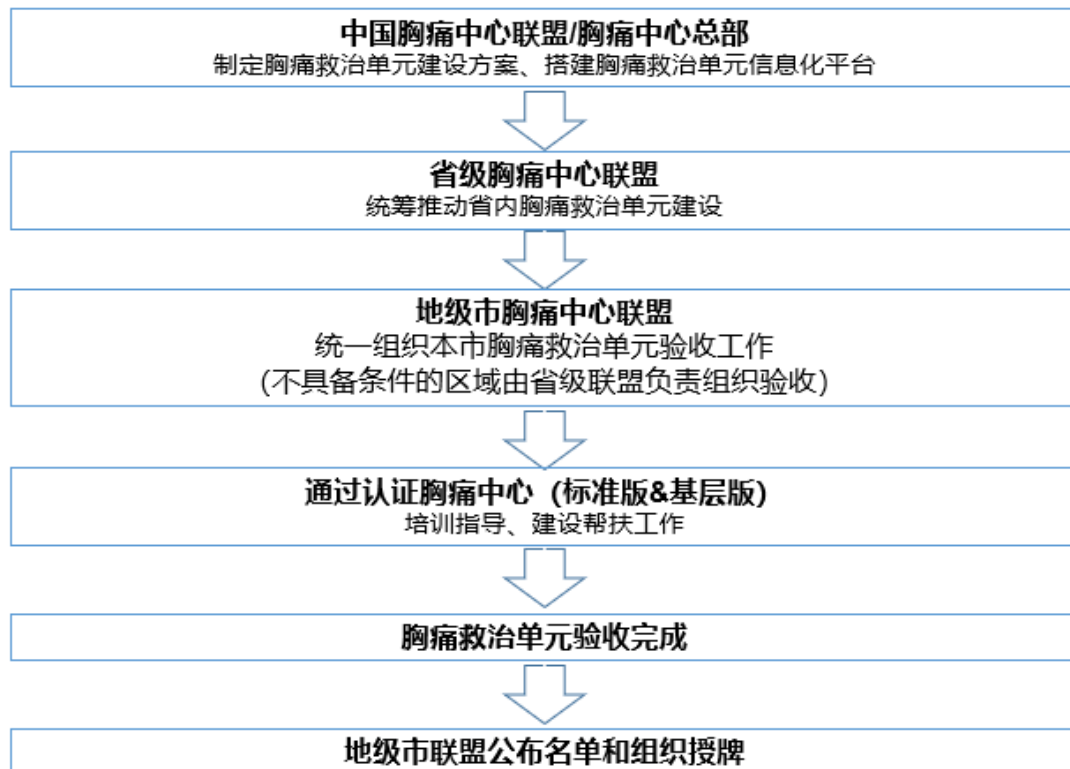 中国胸痛中心联盟/胸痛中心总部
制定胸痛救治单元建设方案、搭建胸痛救治单元信息化平台
省级胸痛中心联盟
统筹推动省内胸痛救治单元建设
地级市胸痛中心联盟
统一组织本市胸痛救治单元验收工作
（不具备条件的区域由省级联盟负责组织验收）
通过认证胸痛中心（标准版&基层版）
培训指导、建设帮扶工作
胸痛救治单元验收完成
地级市联盟公布名单和组织授牌